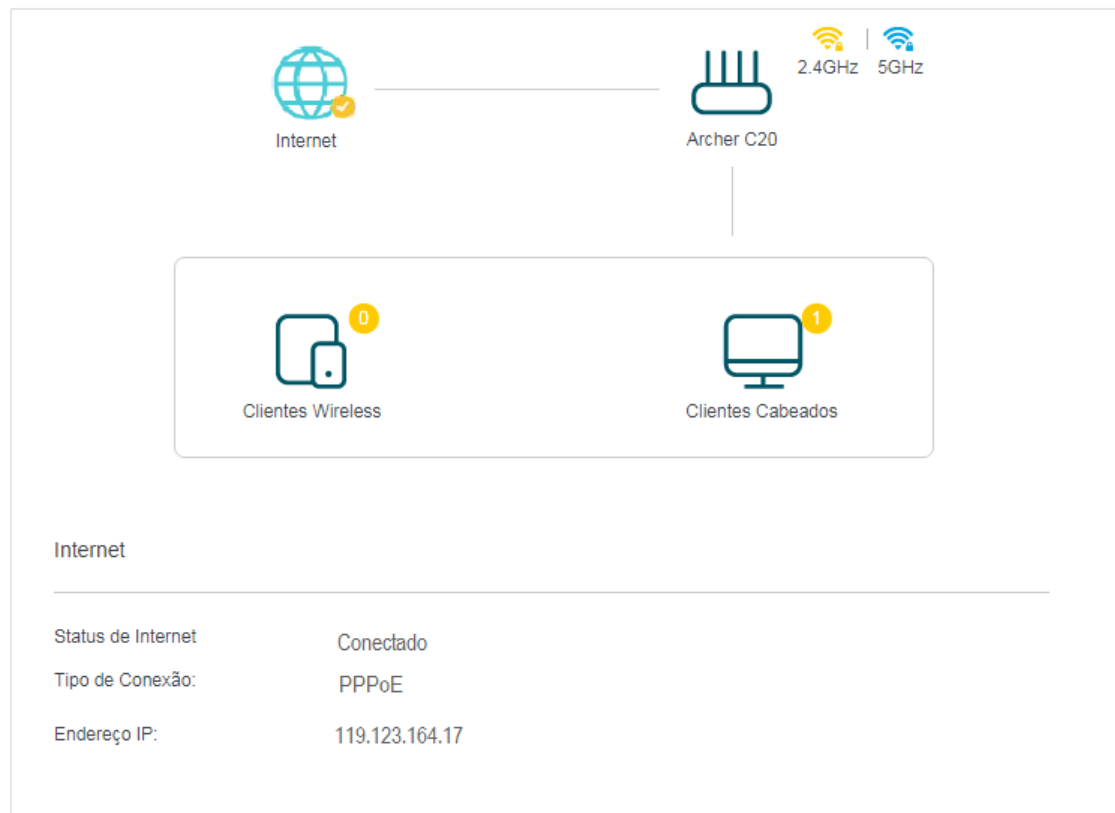 2.4GHz 5GHz
Internet
Archer C20
0
1
Clientes Wireless
Clientes Cabeados
Internet
Status de Internet Conectado
Tipo de Conexão: PPPoE
Endereço IP: 119.123.164.17